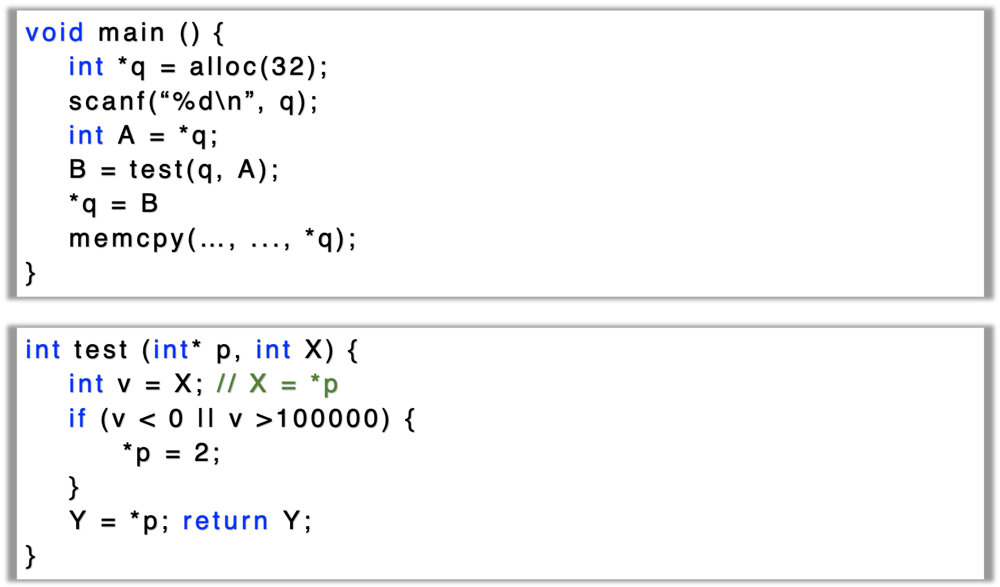 void main () {
int *q = alloc(32);
scanf(“%d\n”, q);
int A = *q;
B = test(q, A);
*q = B
memcpy(…, ..., *q);
}
int test (int* p, int X) {
int v = X; // X = *p
if (v < 0 || v >100000) {
*p = 2;
}
Y = *p; return Y;
}